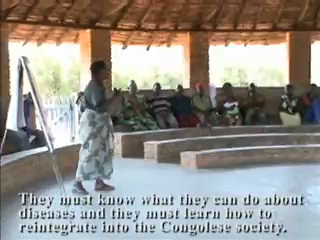 They must know what they can do about
diseases and they must learn how to
reintegrate into the Congolese society.